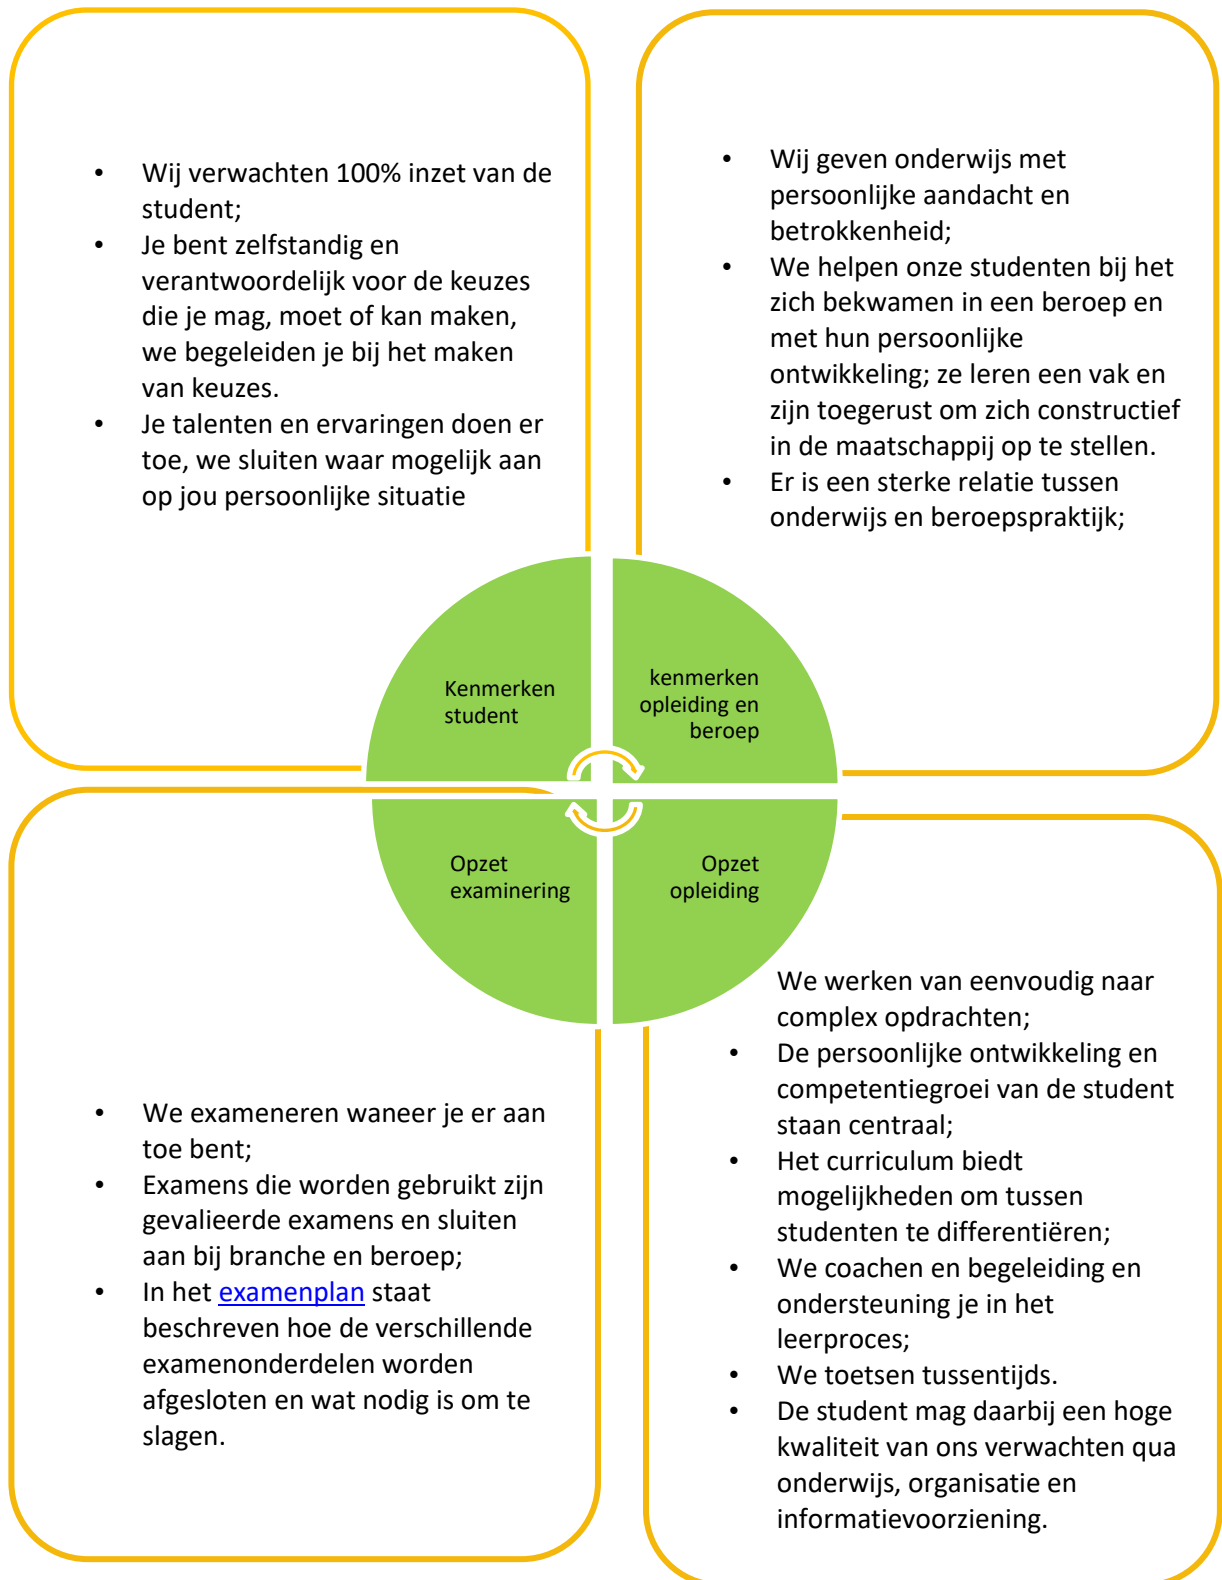 • Wij verwachten 100% inzet van de
student;
• Je bent zelfstandig en
verantwoordelijk voor de keuzes
die je mag, moet of kan maken,
we begeleiden je bij het maken
van keuzes.
• Je talenten en ervaringen doen er
toe, we sluiten waar mogelijk aan
op jou persoonlijke situatie
• Wij geven onderwijs met
persoonlijke aandacht en
betrokkenheid;
• We helpen onze studenten bij het
zich bekwamen in een beroep en
met hun persoonlijke
ontwikkeling; ze leren een vak en
zijn toegerust om zich constructief
in de maatschappij op te stellen.
• Er is een sterke relatie tussen
onderwijs en beroepspraktijk;
Kenmerken
student
kenmerken
opleiding en
beroep
Opzet
examinering
Opzet
opleiding
• We exameneren waneer je er aan
toe bent;
• Examens die worden gebruikt zijn
gevalieerde examens en sluiten
aan bij branche en beroep;
• In het examenplan staat
beschreven hoe de verschillende
examenonderdelen worden
afgesloten en wat nodig is om te
slagen.
We werken van eenvoudig naar
complex opdrachten;
• De persoonlijke ontwikkeling en
competentiegroei van de student
staan centraal;
• Het curriculum biedt
mogelijkheden om tussen
studenten te differentiëren;
• We coachen en begeleiding en
ondersteuning je in het
leerproces;
• We toetsen tussentijds.
• De student mag daarbij een hoge
kwaliteit van ons verwachten qua
onderwijs, organisatie en
informatievoorziening.